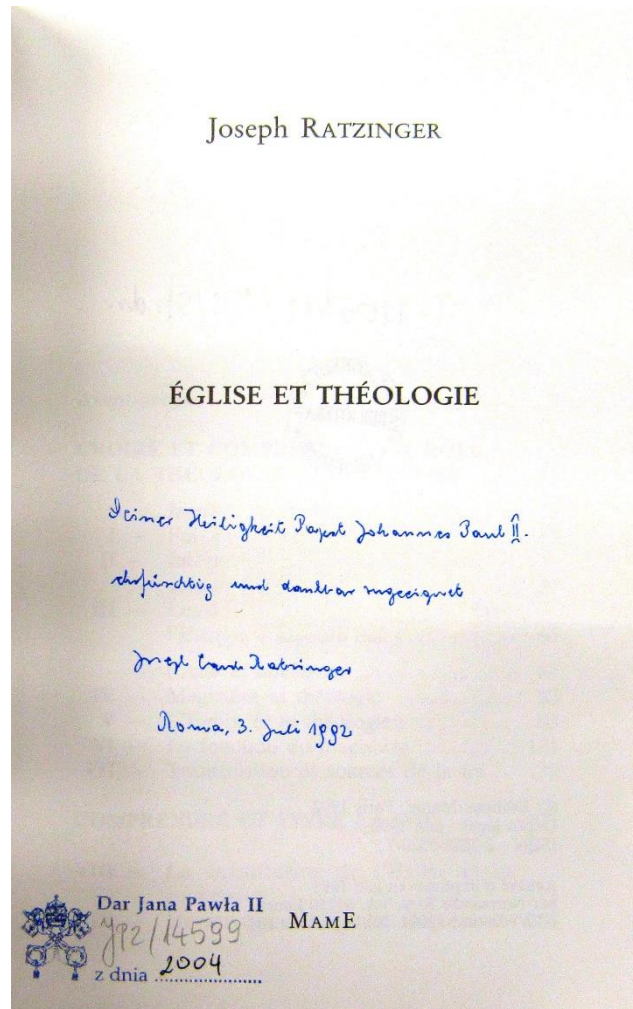 Joseph RATZINGER
ÉGLISE ET THÉOLOGIE
Seiner Heiligkeit Papst Johannes Paul II.
ehrfürchtig und dankbar zugeeignet
Joseph Card. Ratzinger
Roma, 3. Juli 1992
Dar Jana Pawła II
y92/14599
z dnia 2004
MAME